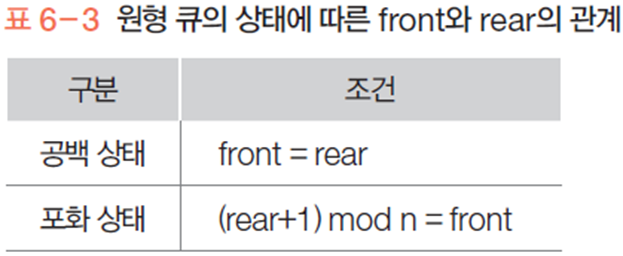 표 6-3 원형 큐의 상태에 따른 front와 rear의 관계
구분 조건
공백 상태 front = rear
포화 상태 (rear+1) mod n = front